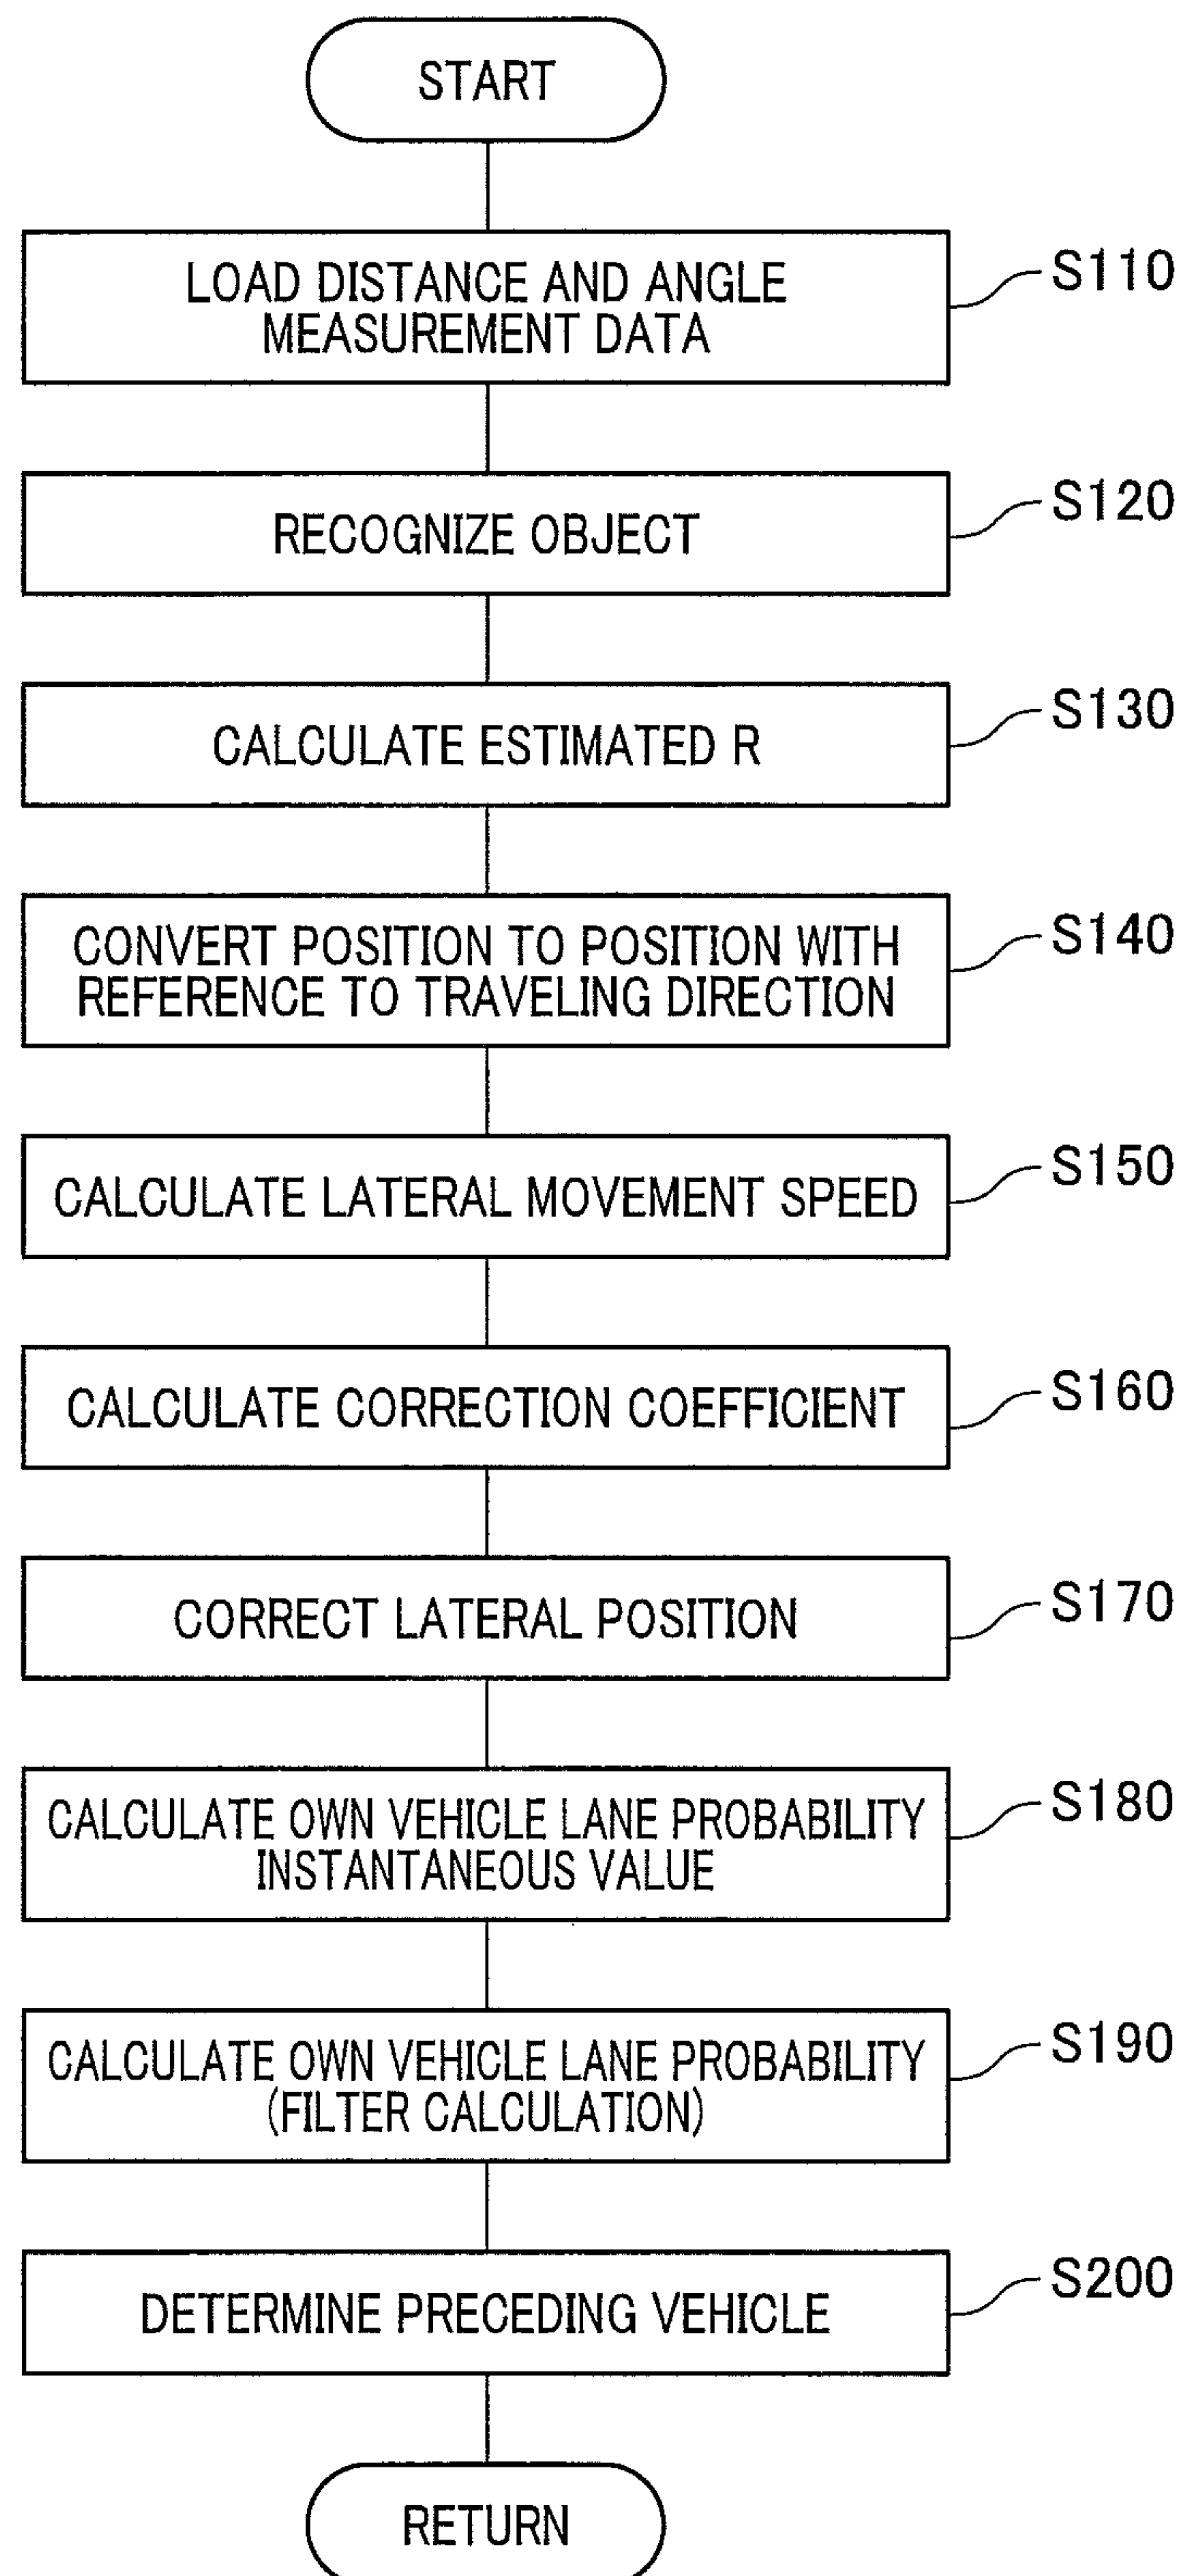 START
LOAD DISTANCE AND ANGLE
MEASUREMENT DATA
S110
RECOGNIZE OBJECT
S120
CALCULATE ESTIMATED R
S130
CONVERT POSITION TO POSITION WITH
REFERENCE TO TRAVELING DIRECTION
S140
CALCULATE LATERAL MOVEMENT SPEED
S150
CALCULATE CORRECTION COEFFICIENT
S160
CORRECT LATERAL POSITION
S170
CALCULATE OWN VEHICLE LANE PROBABILITY
INSTANTANEOUS VALUE
S180
CALCULATE OWN VEHICLE LANE PROBABILITY
(FILTER CALCULATION)
S190
DETERMINE PRECEDING VEHICLE
S200
RETURN